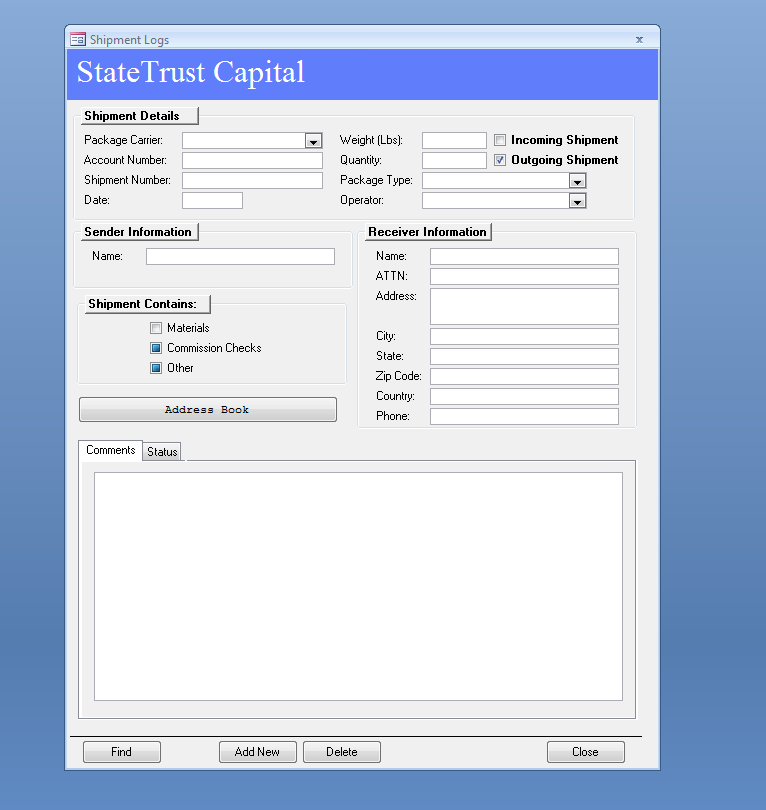 Shipment Logs x
StateTrust Capital
Shipment Details
Package Carrier: Weight (Lbs): Incoming Shipment
Account Number: Quantity: Outgoing Shipment
Shipment Number: Package Type:
Date: Operator:
Sender Information
Name:
Receiver Information
Name:
ATTN:
Address:
City:
State:
Zip Code:
Country:
Phone:
Shipment Contains:
Materials
Commission Checks
Other
Address Book
Comments Status
Find Add New Delete Close